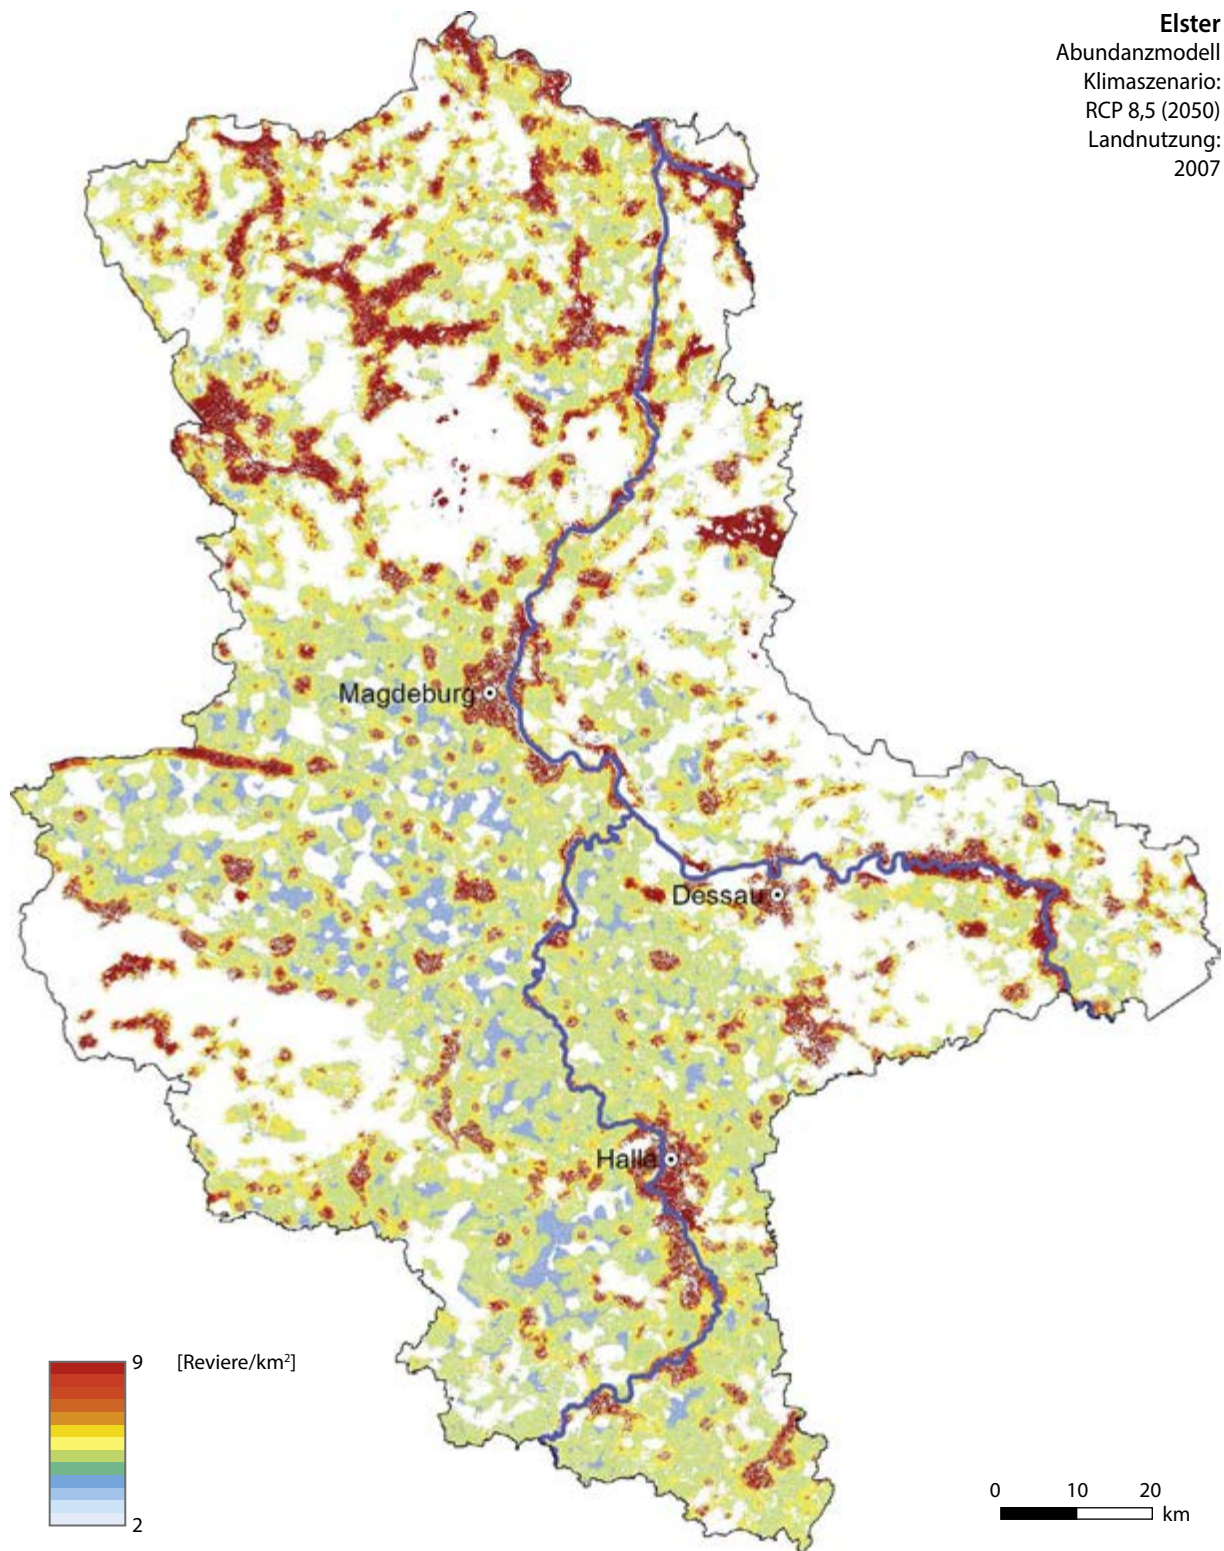 Elster
Abundanzmodell
Klimaszenario:
RCP 8,5 (2050)
Landnutzung:
2007
Magdeburg
Dessau
Halle
9 [Reviere/km²]
2
0 10 20
km